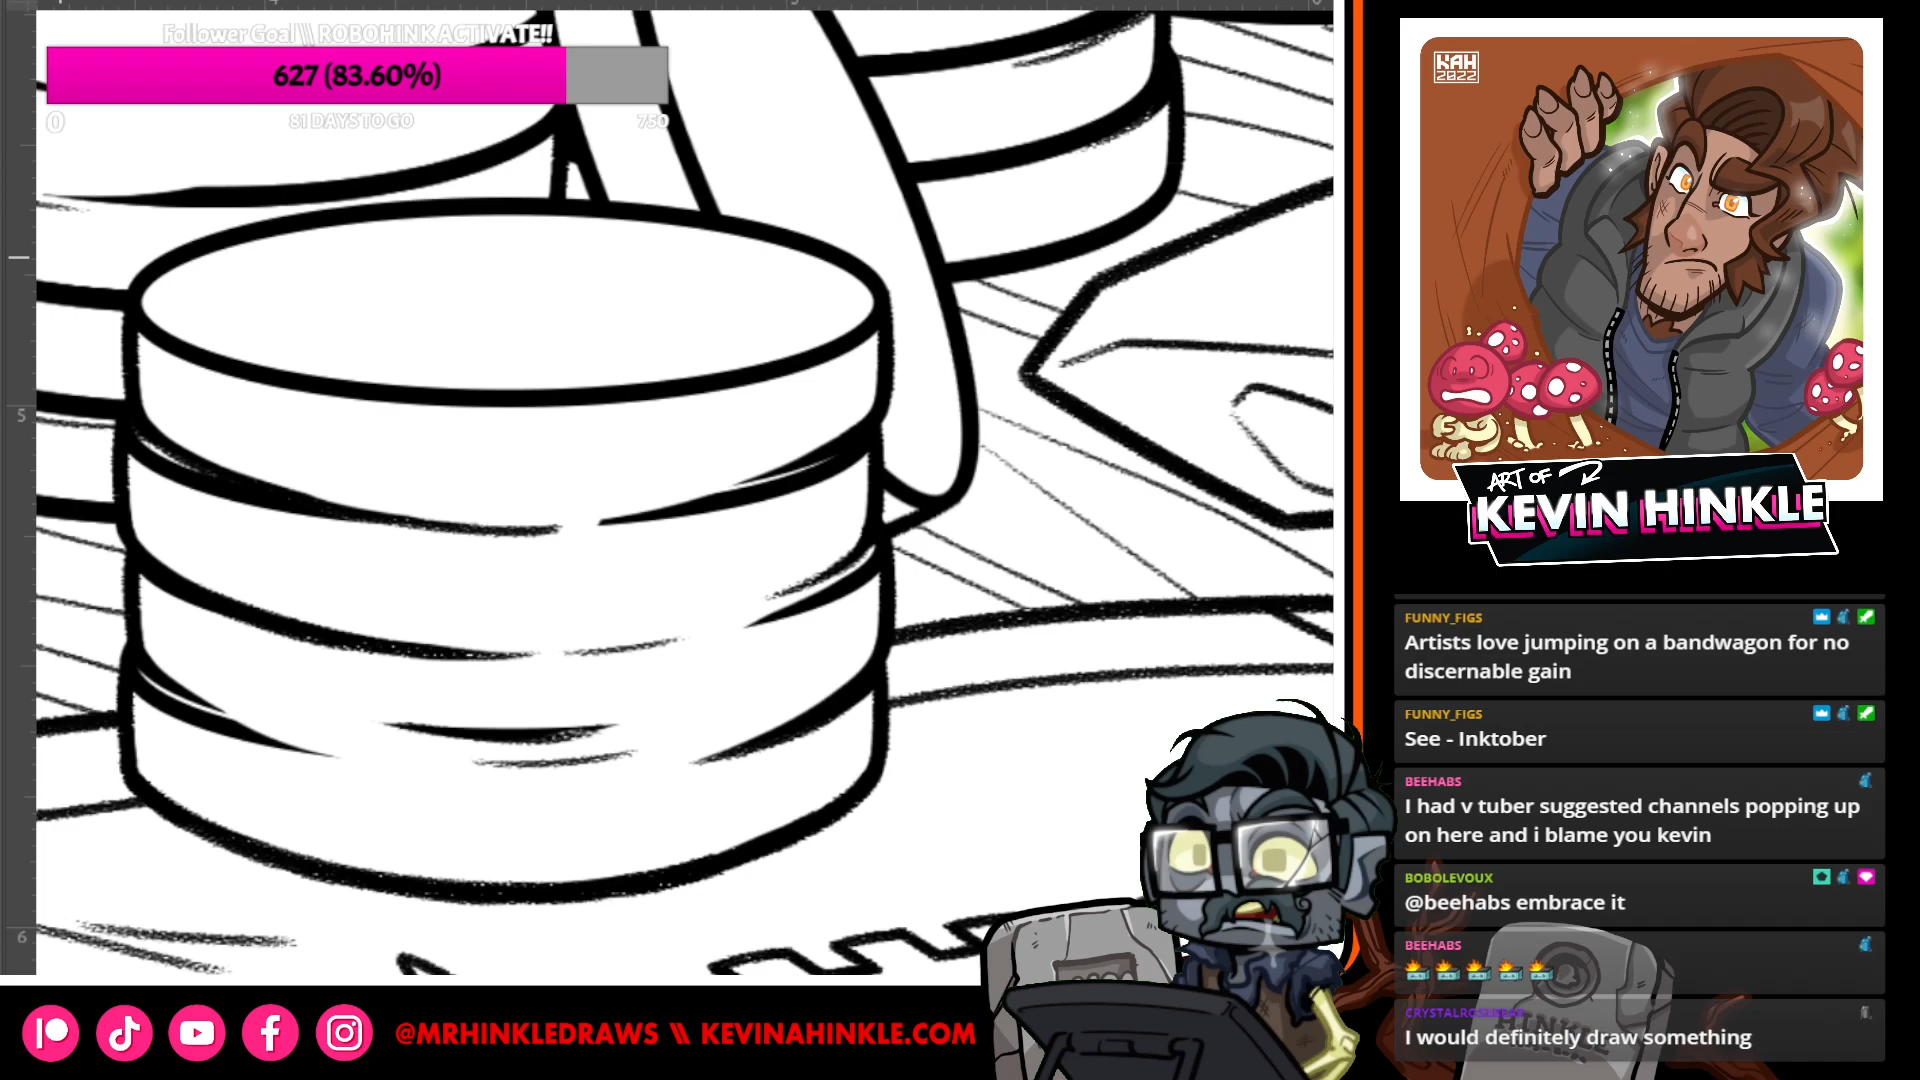 Follower Goal \\ ROBOHINK ACTIVATE!!
627 (83.60%)
0
81 DAYS TO GO
750
5
6
KAH
2022
ART OF
KEVIN HINKLE
FUNNY_FIGS
Artists love jumping on a bandwagon for no
discernable gain
FUNNY_FIGS
See - Inktober
BEEHABS
I had v tuber suggested channels popping up
on here and i blame you kevin
BOBOLEVOUX
@beehabs embrace it
BEEHABS
I would definitely draw something
HINKLE
@MRHINKLEDRAWS \\ KEVINAHINKLE.COM